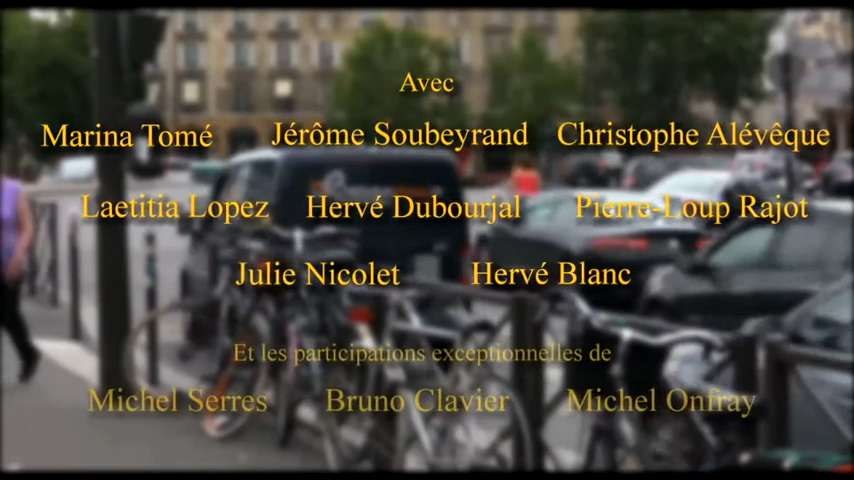 Avec
Marina Tomé Jérôme Soubeyrand Christophe Alévêque
Laetitia Lopez Hervé Dubourjal Pierre-Loup Rajot
Julie Nicolet Hervé Blanc
Et les participations exceptionnelles de
Michel Serres Bruno Clavier Michel Onfray